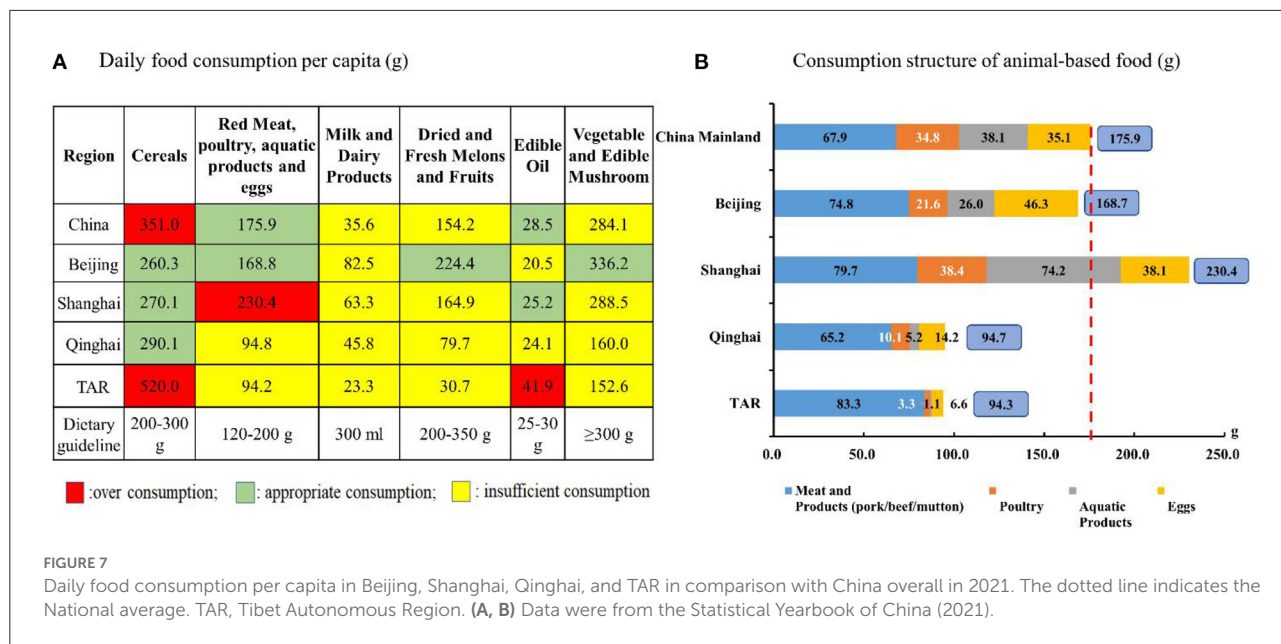 A Daily food consumption per capita (g)
Region Cereals Red Meat, poultry, aquatic products and eggs Milk and Dairy Products Dried and Fresh Melons and Fruits Edible Oil Vegetable and Edible Mushroom
China 351.0 175.9 35.6 154.2 28.5 284.1
Beijing 260.3 168.8 82.5 224.4 20.5 336.2
Shanghai 270.1 230.4 63.3 164.9 25.2 288.5
Qinghai 290.1 94.8 45.8 79.7 24.1 160.0
TAR 520.0 94.2 23.3 30.7 41.9 152.6
Dietary guideline 200-300 g 120-200 g 300 ml 200-350 g 25-30 g ≥300 g
:over consumption; : appropriate consumption; : insufficient consumption
B Consumption structure of animal-based food (g)
China Mainland 67.9 34.8 38.1 35.1 175.9
Beijing 74.8 21.6 26.0 46.3 168.7
Shanghai 79.7 38.4 74.2 38.1 230.4
Qinghai 65.2 10.1 5.2 14.2 94.7
TAR 83.3 3.3 1.1 6.6 94.3
g
0.0 50.0 100.0 150.0 200.0 250.0
Meat and Products (pork/beef/mutton) Poultry Aquatic Products Eggs
FIGURE 7
Daily food consumption per capita in Beijing, Shanghai, Qinghai, and TAR in comparison with China overall in 2021. The dotted line indicates the
National average. TAR, Tibet Autonomous Region. (A, B) Data were from the Statistical Yearbook of China (2021).